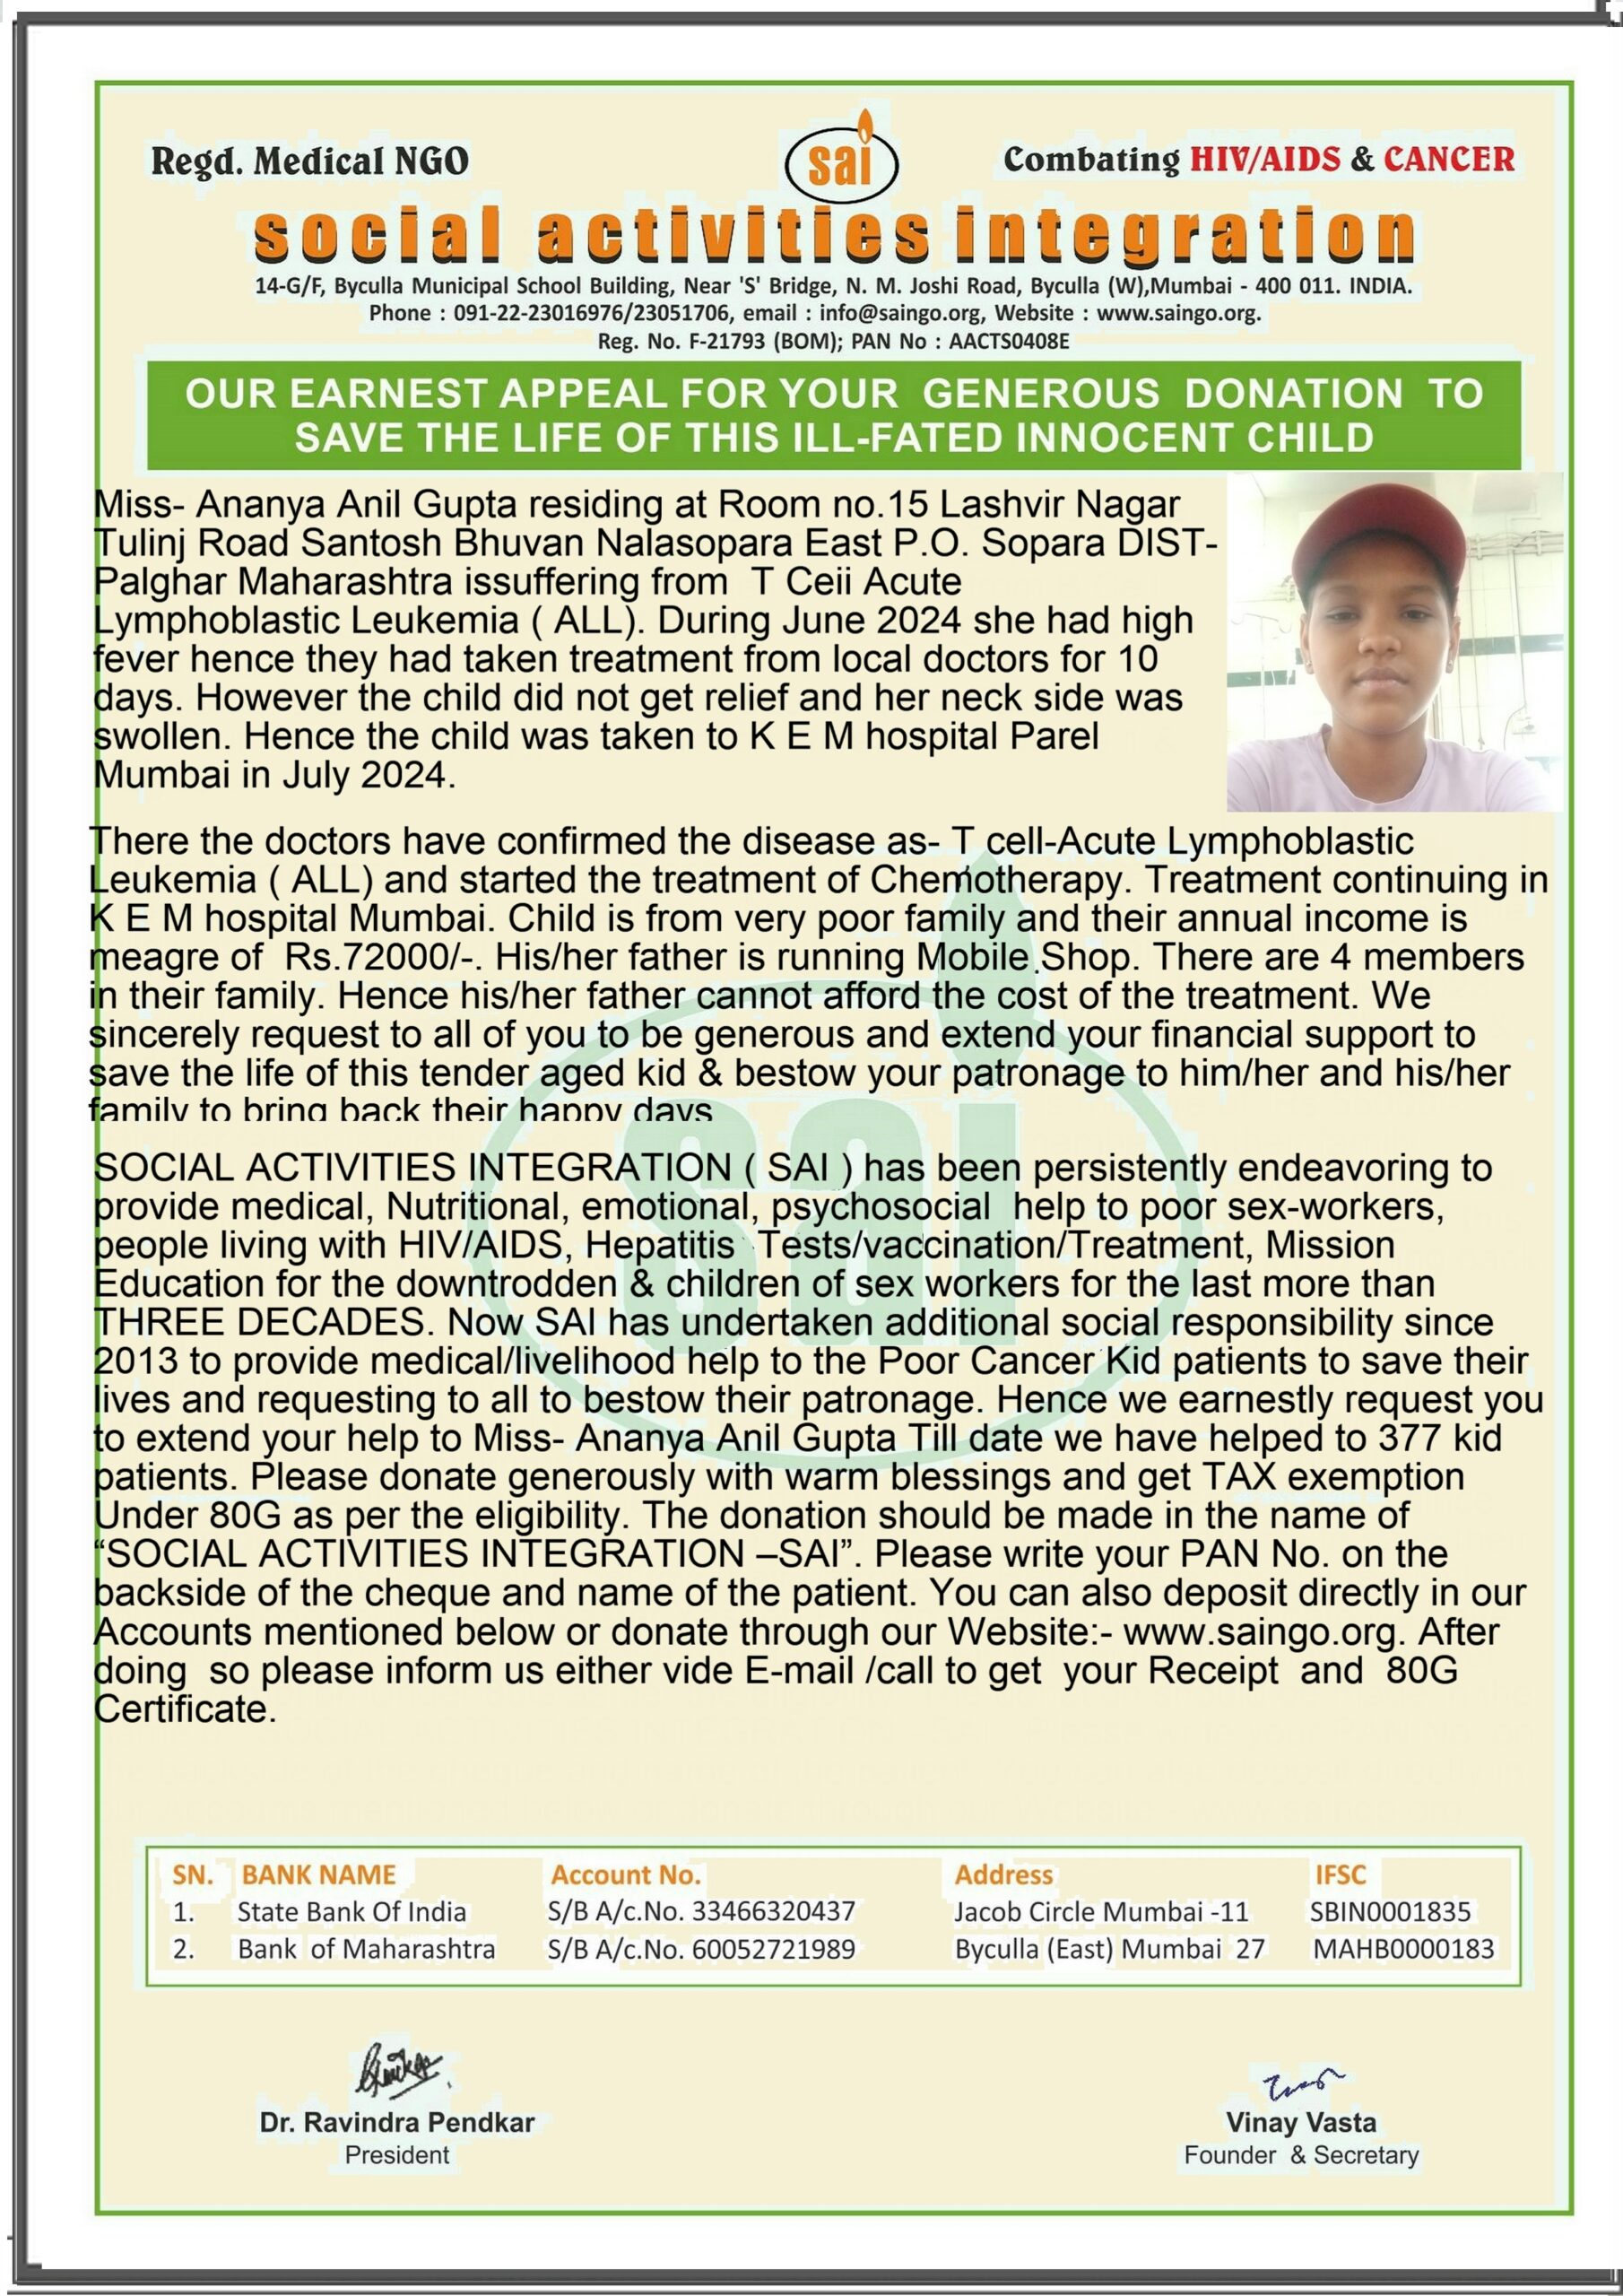 Regd. Medical NGO
sai
Combating HIV/AIDS & CANCER
social activities integration
14-G/F, Byculla Municipal School Building, Near 'S' Bridge, N. M. Joshi Road, Byculla (W),Mumbai - 400 011. INDIA.
Phone : 091-22-23016976/23051706, email : info@saingo.org, Website : www.saingo.org.
Reg. No. F-21793 (BOM); PAN No : AACTS0408E
OUR EARNEST APPEAL FOR YOUR GENEROUS DONATION TO
SAVE THE LIFE OF THIS ILL-FATED INNOCENT CHILD
Miss- Ananya Anil Gupta residing at Room no.15 Lashvir Nagar
Tulinj Road Santosh Bhuvan Nalasopara East P.O. Sopara DIST-
Palghar Maharashtra issuffering from T Ceii Acute
Lymphoblastic Leukemia ( ALL). During June 2024 she had high
fever hence they had taken treatment from local doctors for 10
days. However the child did not get relief and her neck side was
swollen. Hence the child was taken to K E M hospital Parel
Mumbai in July 2024.
There the doctors have confirmed the disease as- T cell-Acute Lymphoblastic
Leukemia ( ALL) and started the treatment of Chemotherapy. Treatment continuing in
K E M hospital Mumbai. Child is from very poor family and their annual income is
meagre of Rs.72000/-. His/her father is running Mobile Shop. There are 4 members
in their family. Hence his/her father cannot afford the cost of the treatment. We
sincerely request to all of you to be generous and extend your financial support to
save the life of this tender aged kid & bestow your patronage to him/her and his/her
family to bring back their happy days
sai
SOCIAL ACTIVITIES INTEGRATION ( SAI ) has been persistently endeavoring to
provide medical, Nutritional, emotional, psychosocial help to poor sex-workers,
people living with HIV/AIDS, Hepatitis Tests/vaccination/Treatment, Mission
Education for the downtrodden & children of sex workers for the last more than
THREE DECADES. Now SAI has undertaken additional social responsibility since
2013 to provide medical/livelihood help to the Poor Cancer Kid patients to save their
lives and requesting to all to bestow their patronage. Hence we earnestly request you
to extend your help to Miss- Ananya Anil Gupta Till date we have helped to 377 kid
patients. Please donate generously with warm blessings and get TAX exemption
Under 80G as per the eligibility. The donation should be made in the name of
“SOCIAL ACTIVITIES INTEGRATION –SAI”. Please write your PAN No. on the
backside of the cheque and name of the patient. You can also deposit directly in our
Accounts mentioned below or donate through our Website:- www.saingo.org. After
doing so please inform us either vide E-mail /call to get your Receipt and 80G
Certificate.
SN. BANK NAME Account No. Address IFSC
1. State Bank Of India S/B A/c.No. 33466320437 Jacob Circle Mumbai -11 SBIN0001835
2. Bank of Maharashtra S/B A/c.No. 60052721989 Byculla (East) Mumbai 27 MAHB0000183
Dr. Ravindra Pendkar
President
Vinay Vasta
Founder & Secretary